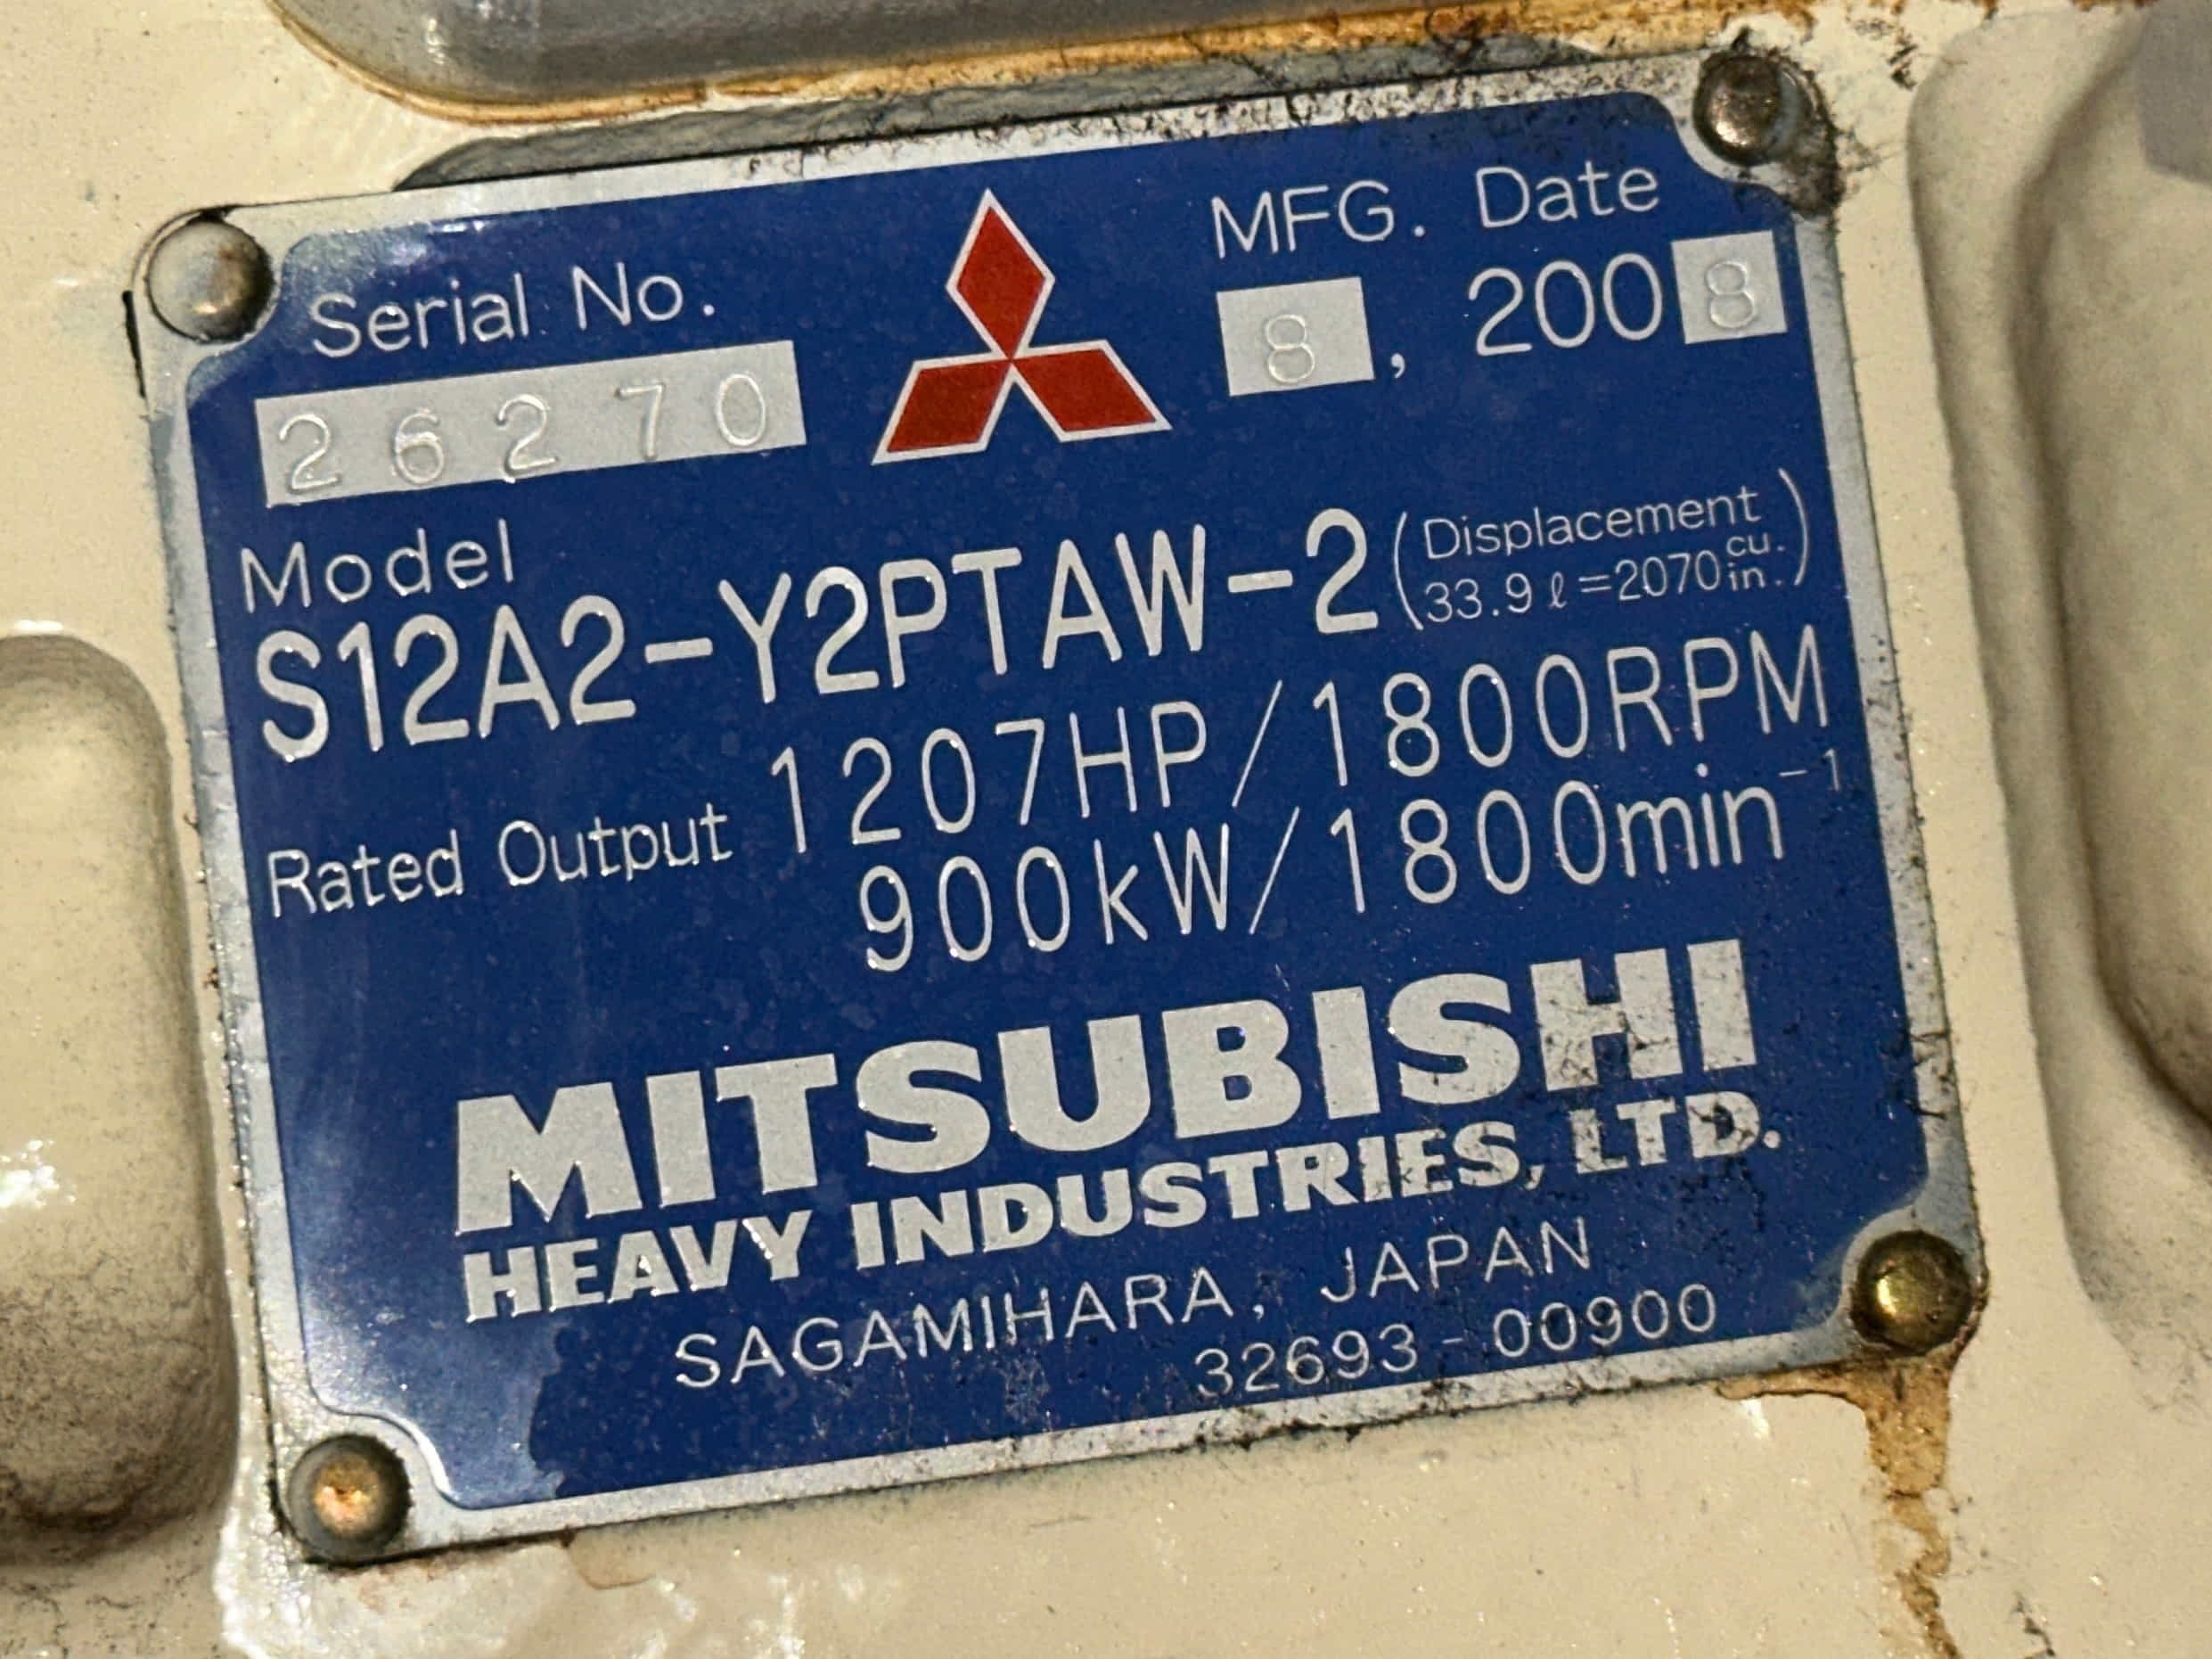 Serial No.
26270
MFG. Date
8, 2008
Model
S12A2-Y2PTAW-2 (Displacement
33.9 ℓ =2070 cu. in.)
Rated Output 1207HP/1800RPM
900kW/1800min⁻¹
MITSUBISHI
HEAVY INDUSTRIES, LTD.
SAGAMIHARA, JAPAN
32693-00900